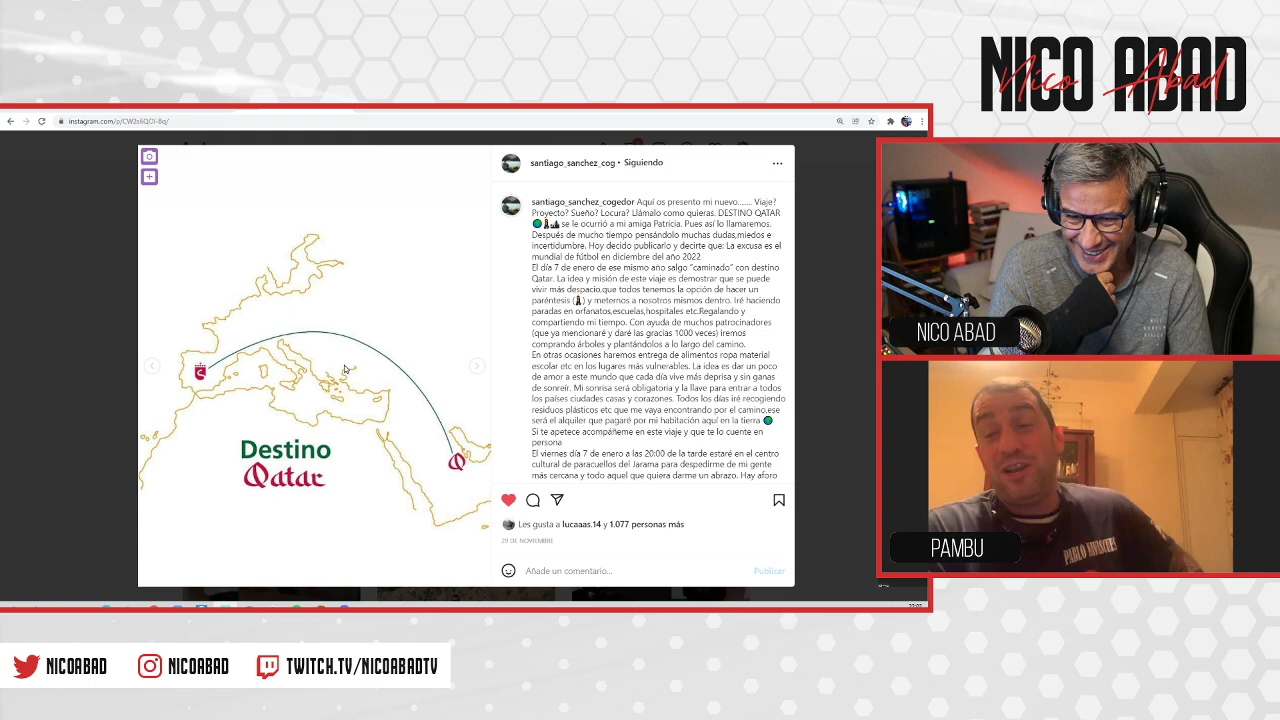 NICO ABAD
Nico Abad
instagram.com/p/CW2s6QOI-Bq/
santiago_sanchez_cog • Siguiendo
santiago_sanchez_cogedor Aquí os presento mi nuevo....... Viaje?
Proyecto? Sueño? Locura? Llámalo como quieras. DESTINO QATAR
se le ocurrió a mi amiga Patricia. Pues así lo llamaremos.
Después de mucho tiempo pensándolo muchas dudas,miedos e
incertidumbre. Hoy decido publicarlo y decirte que: La excusa es el
mundial de fútbol en diciembre del año 2022
El día 7 de enero de ese mismo año salgo “caminado” con destino
Qatar. La idea y misión de este viaje es demostrar que se puede
vivir más despacio,que todos tenemos la opción de hacer un
paréntesis ( ) y meternos a nosotros mismos dentro. Iré haciendo
paradas en orfanatos,escuelas,hospitales etc.Regalando y
compartiendo mi tiempo. Con ayuda de muchos patrocinadores
(que ya mencionaré y daré las gracias 1000 veces) iremos
comprando árboles y plantándolos a lo largo del camino.
En otras ocasiones haremos entrega de alimentos ropa material
escolar etc en los lugares más vulnerables. La idea es dar un poco
de amor a este mundo que cada día vive más deprisa y sin ganas
de sonreír. Mi sonrisa será obligatoria y la llave para entrar a todos
los países ciudades casas y corazones. Todos los días iré recogiendo
residuos plásticos etc que me vaya encontrando por el camino,ese
será el alquiler que pagaré por mi habitación aquí en la tierra
Si te apetece acompáñeme en este viaje y que te lo cuente en
persona
El viernes día 7 de enero a las 20:00 de la tarde estaré en el centro
cultural de paracuellos del Jarama para despedirme de mi gente
más cercana y todo aquel que quiera darme un abrazo. Hay aforo
Destino
Qatar
Les gusta a lucaaas.14 y 1.077 personas más
29 DE NOVIEMBRE
Añade un comentario...
Publicar
NICO ABAD
PAMBU
PABLO MINISTRIES
NICOABAD
NICOABAD
TWITCH.TV/NICOABADTV